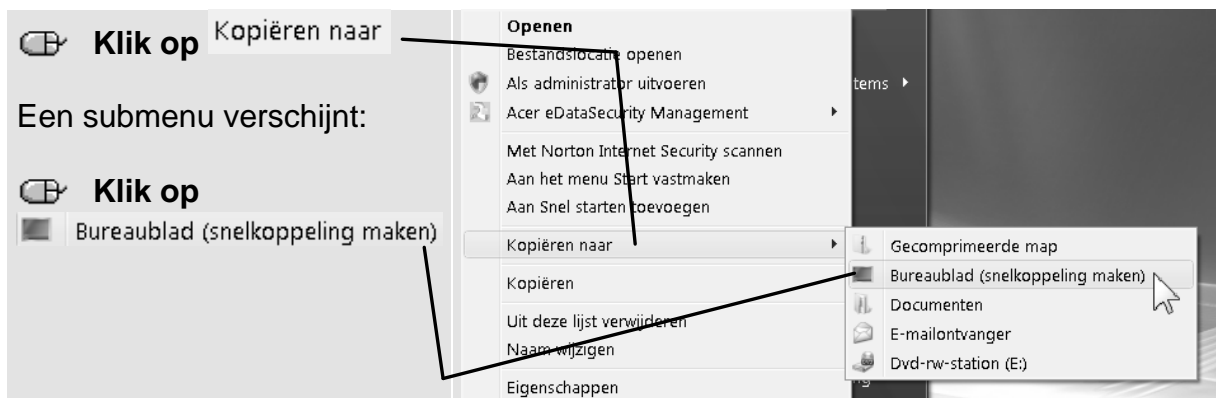 Klik op Kopiëren naar
Een submenu verschijnt:
Klik op
Bureaublad (snelkoppeling maken)
Openen
Bestandslocatie openen
Als administrator uitvoeren
Acer eDataSecurity Management
Met Norton Internet Security scannen
Aan het menu Start vastmaken
Aan Snel starten toevoegen
Kopiëren naar
Kopiëren
Uit deze lijst verwijderen
Naam wijzigen
Eigenschappen
tems
Gecomprimeerde map
Bureaublad (snelkoppeling maken)
Documenten
E-mailontvanger
Dvd-rw-station (E:)